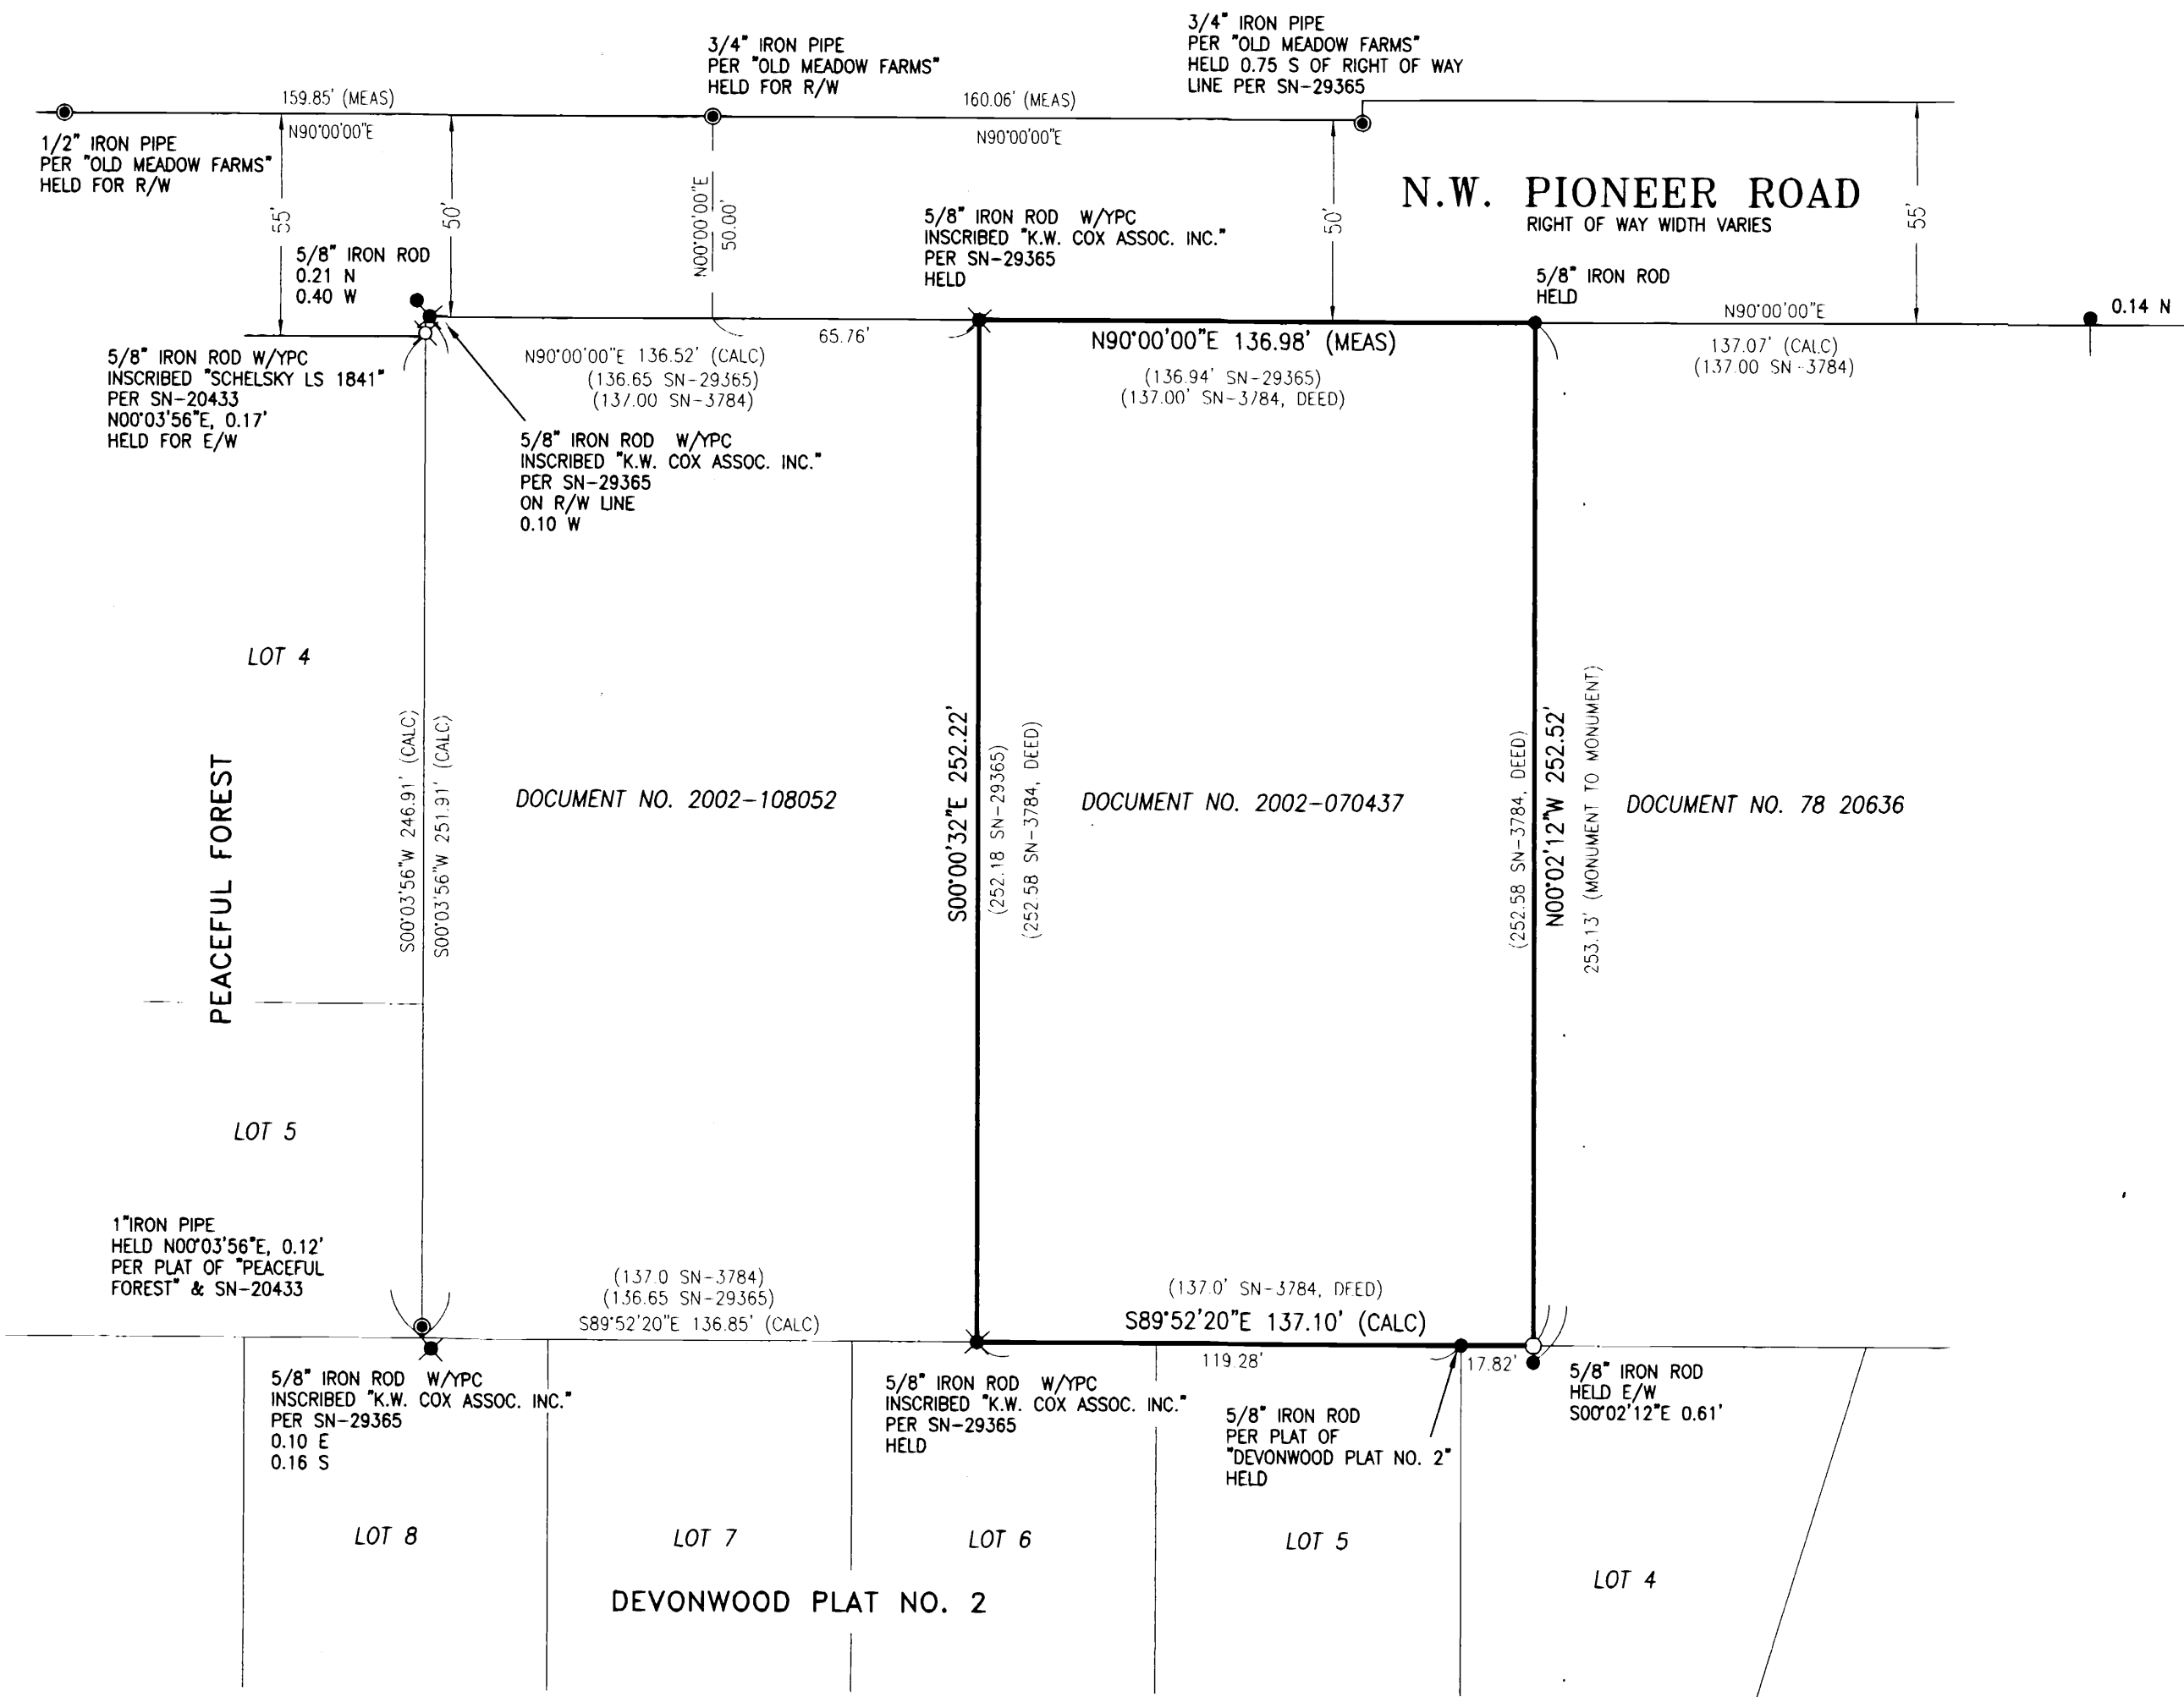 3/4" IRON PIPE
PER "OLD MEADOW FARMS"
HELD 0.75 S OF RIGHT OF WAY
LINE PER SN-29365
3/4" IRON PIPE
PER "OLD MEADOW FARMS"
HELD FOR R/W
159.85' (MEAS)
N90°00'00"E
160.06' (MEAS)
N90°00'00"E
1/2" IRON PIPE
PER "OLD MEADOW FARMS"
HELD FOR R/W
55'
50'
N00°00'00"E
50.00'
50'
55'
N.W. PIONEER ROAD
RIGHT OF WAY WIDTH VARIES
5/8" IRON ROD W/YPC
INSCRIBED "K.W. COX ASSOC. INC."
PER SN-29365
HELD
5/8" IRON ROD
0.21 N
0.40 W
5/8" IRON ROD
HELD
N90°00'00"E
0.14 N
137.07' (CALC)
(137.00 SN-3784)
65.76'
5/8" IRON ROD W/YPC
INSCRIBED "SCHELSKY LS 1841"
PER SN-20433
N00°03'56"E, 0.17'
HELD FOR E/W
N90°00'00"E 136.52' (CALC)
(136.65 SN-29365)
(137.00 SN-3784)
N90°00'00"E 136.98' (MEAS)
(136.94' SN-29365)
(137.00' SN-3784, DEED)
5/8" IRON ROD W/YPC
INSCRIBED "K.W. COX ASSOC. INC."
PER SN-29365
ON R/W LINE
0.10 W
LOT 4
PEACEFUL FOREST
S00°03'56"W 246.91' (CALC)
S00°03'56"W 251.91' (CALC)
DOCUMENT NO. 2002-108052
S00°00'32"E 252.22'
(252.18 SN-29365)
(252.58 SN-3784, DEED)
DOCUMENT NO. 2002-070437
(252.58 SN-3784, DEED)
N00°02'12"W 252.52'
253.13' (MONUMENT TO MONUMENT)
DOCUMENT NO. 78 20636
LOT 5
1"IRON PIPE
HELD N00°03'56"E, 0.12'
PER PLAT OF "PEACEFUL
FOREST" & SN-20433
(137.0 SN-3784)
(136.65 SN-29365)
S89°52'20"E 136.85' (CALC)
(137.0' SN-3784, DEED)
S89°52'20"E 137.10' (CALC)
119.28'
17.82'
5/8" IRON ROD W/YPC
INSCRIBED "K.W. COX ASSOC. INC."
PER SN-29365
0.10 E
0.16 S
5/8" IRON ROD W/YPC
INSCRIBED "K.W. COX ASSOC. INC."
PER SN-29365
HELD
5/8" IRON ROD
PER PLAT OF
"DEVONWOOD PLAT NO. 2"
HELD
5/8" IRON ROD
HELD E/W
S00°02'12"E 0.61'
LOT 8
LOT 7
LOT 6
LOT 5
LOT 4
DEVONWOOD PLAT NO. 2